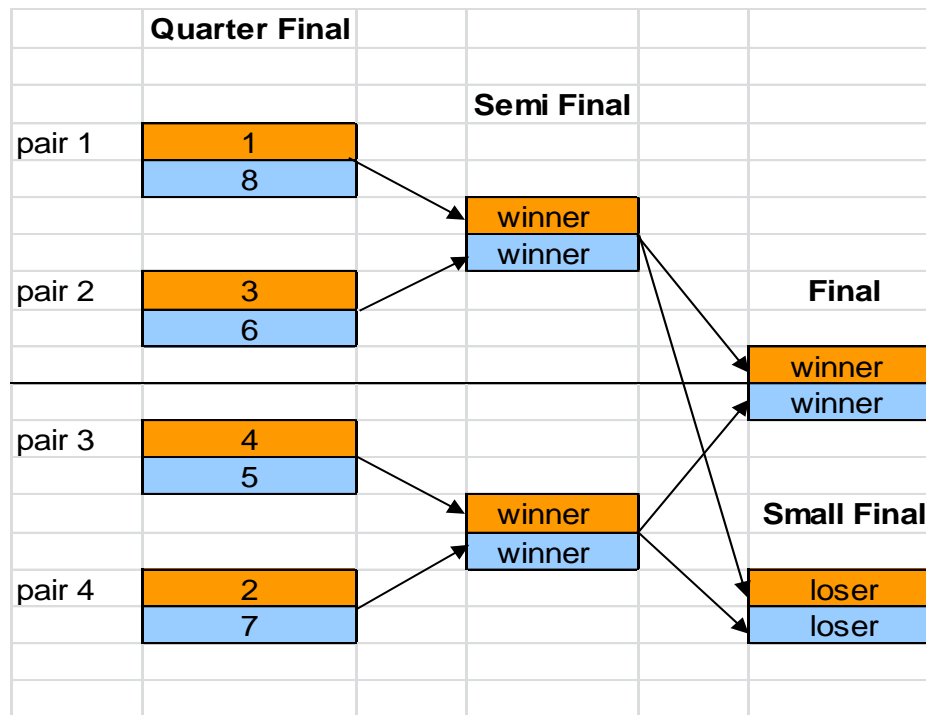 Quarter Final
Semi Final
pair 1
1
8
winner
winner
pair 2
3
6
Final
winner
winner
pair 3
4
5
winner
winner
Small Final
pair 4
2
7
loser
loser